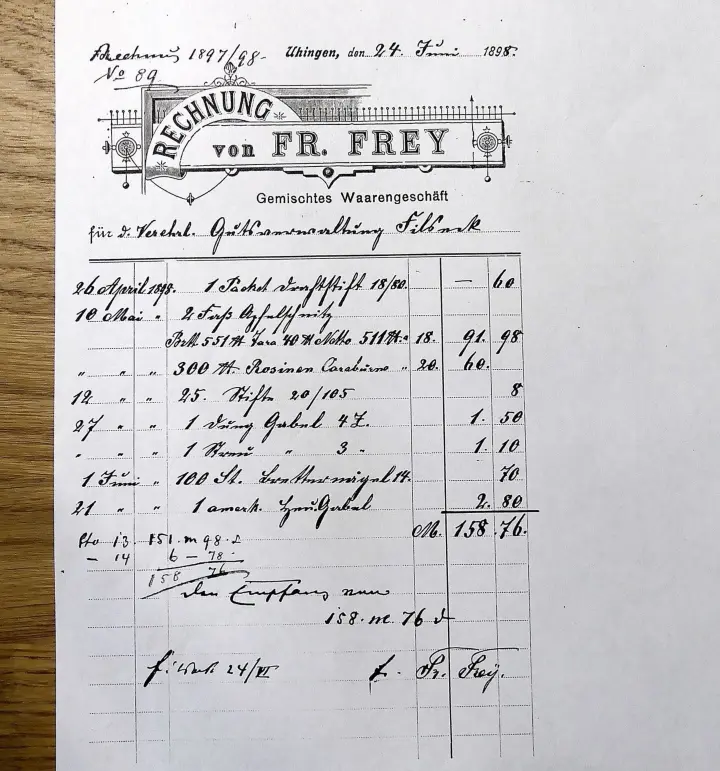 Rechnung 1897/98. Uhingen, den 24. Juni 1898.
No 89
RECHNUNG
von FR. FREY
Gemischtes Waarengeschäft
für d. Verehrl. Gutsverwaltung Filseck
26 April 1898. 1 Packet Drahtstift 18/80. — 60
10 Mai " 2 Faß Apfelschnitz
Btt. 551 ℔ Tara 40 ℔ Netto 511 ℔ " 18. 91. 98
" " " 300 ℔. Rosinen " 20. 60.
12 " " 25. Stifte 20/105 8
27 " " 1 Dung Gabel 4 Z. 1. 50
" " " 1 Streu " 3 " 1. 10
1 Juni " 100 St. Bretternägel 14. 70
21 " " 1 amerk. Heu Gabel 2. 80
M. 158. 76.
13 151. m 98.
— 14 6 — 78.
158 76
den Empfang von
158. m. 76 d
24/VI t. Fr. Frey.